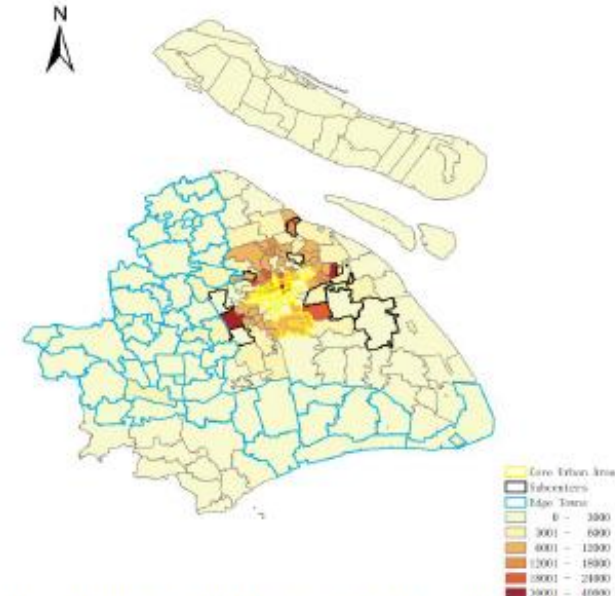 N
Core Urban Area
Subcenters
Edge Towns
0 - 3000
3001 - 6000
6001 - 12000
12001 - 18000
18001 - 24000